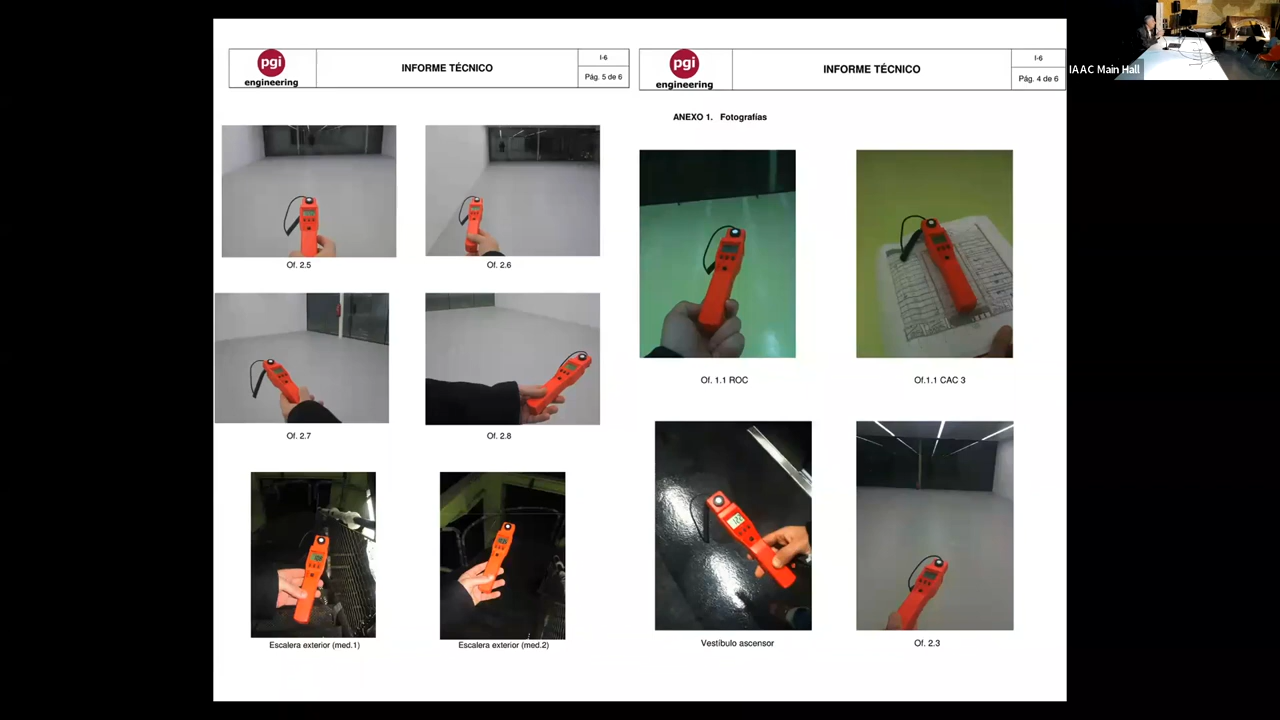 pgi
engineering
INFORME TÉCNICO
I-6
Pág. 5 de 6
Of. 2.5
Of. 2.6
Of. 2.7
Of. 2.8
Escalera exterior (med.1)
Escalera exterior (med.2)
pgi
engineering
INFORME TÉCNICO
I-6
Pág. 4 de 6
ANEXO 1. Fotografías
Of. 1.1 ROC
Of.1.1 CAC 3
Vestíbulo ascensor
Of. 2.3
IAAC Main Hall